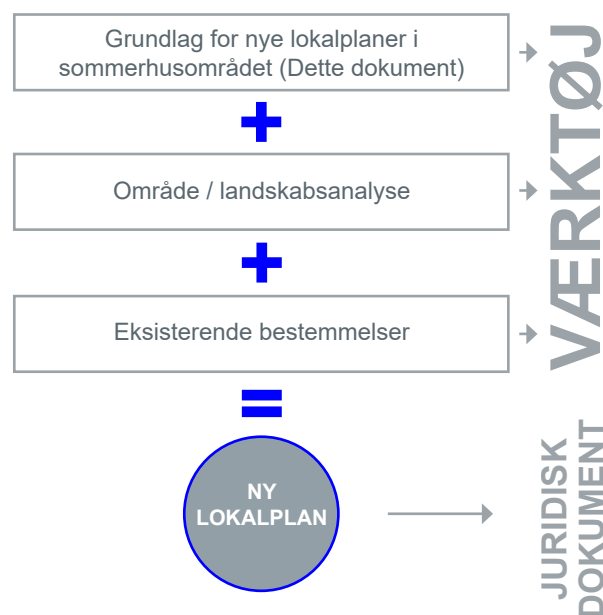 Grundlag for nye lokalplaner i
sommerhusområdet (Dette dokument)
+
Område / landskabsanalyse
+
Eksisterende bestemmelser
=
NY
LOKALPLAN
VÆRKTØJ
JURIDISK
DOKUMENT